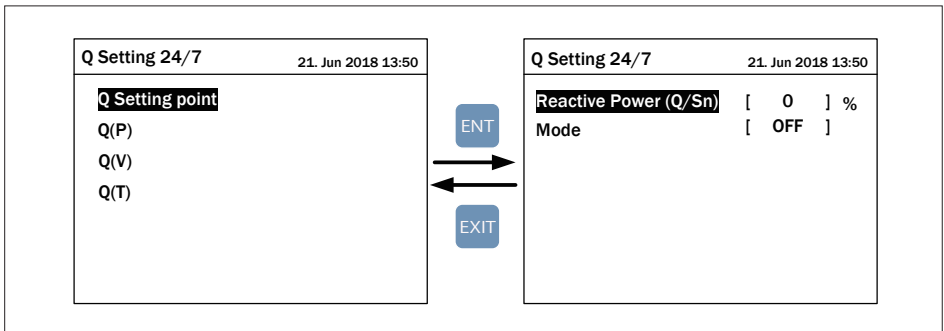 Q Setting 24/7 21. Jun 2018 13:50
Q Setting point
Q(P)
Q(V)
Q(T)
ENT
EXIT
Q Setting 24/7 21. Jun 2018 13:50
Reactive Power (Q/Sn) [ 0 ] %
Mode [ OFF ]